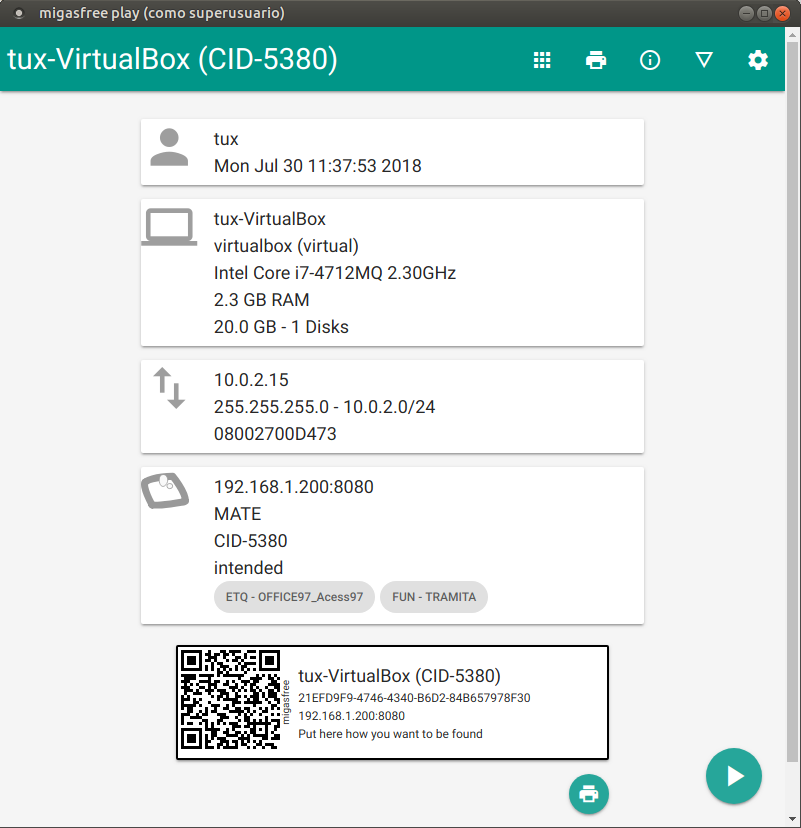 migasfree play (como superusuario)
tux-VirtualBox (CID-5380)
tux
Mon Jul 30 11:37:53 2018
tux-VirtualBox
virtualbox (virtual)
Intel Core i7-4712MQ 2.30GHz
2.3 GB RAM
20.0 GB - 1 Disks
10.0.2.15
255.255.255.0 - 10.0.2.0/24
08002700D473
192.168.1.200:8080
MATE
CID-5380
intended
ETQ - OFFICE97_Acess97 FUN - TRAMITA
migasfree
tux-VirtualBox (CID-5380)
21EFD9F9-4746-4340-B6D2-84B657978F30
192.168.1.200:8080
Put here how you want to be found